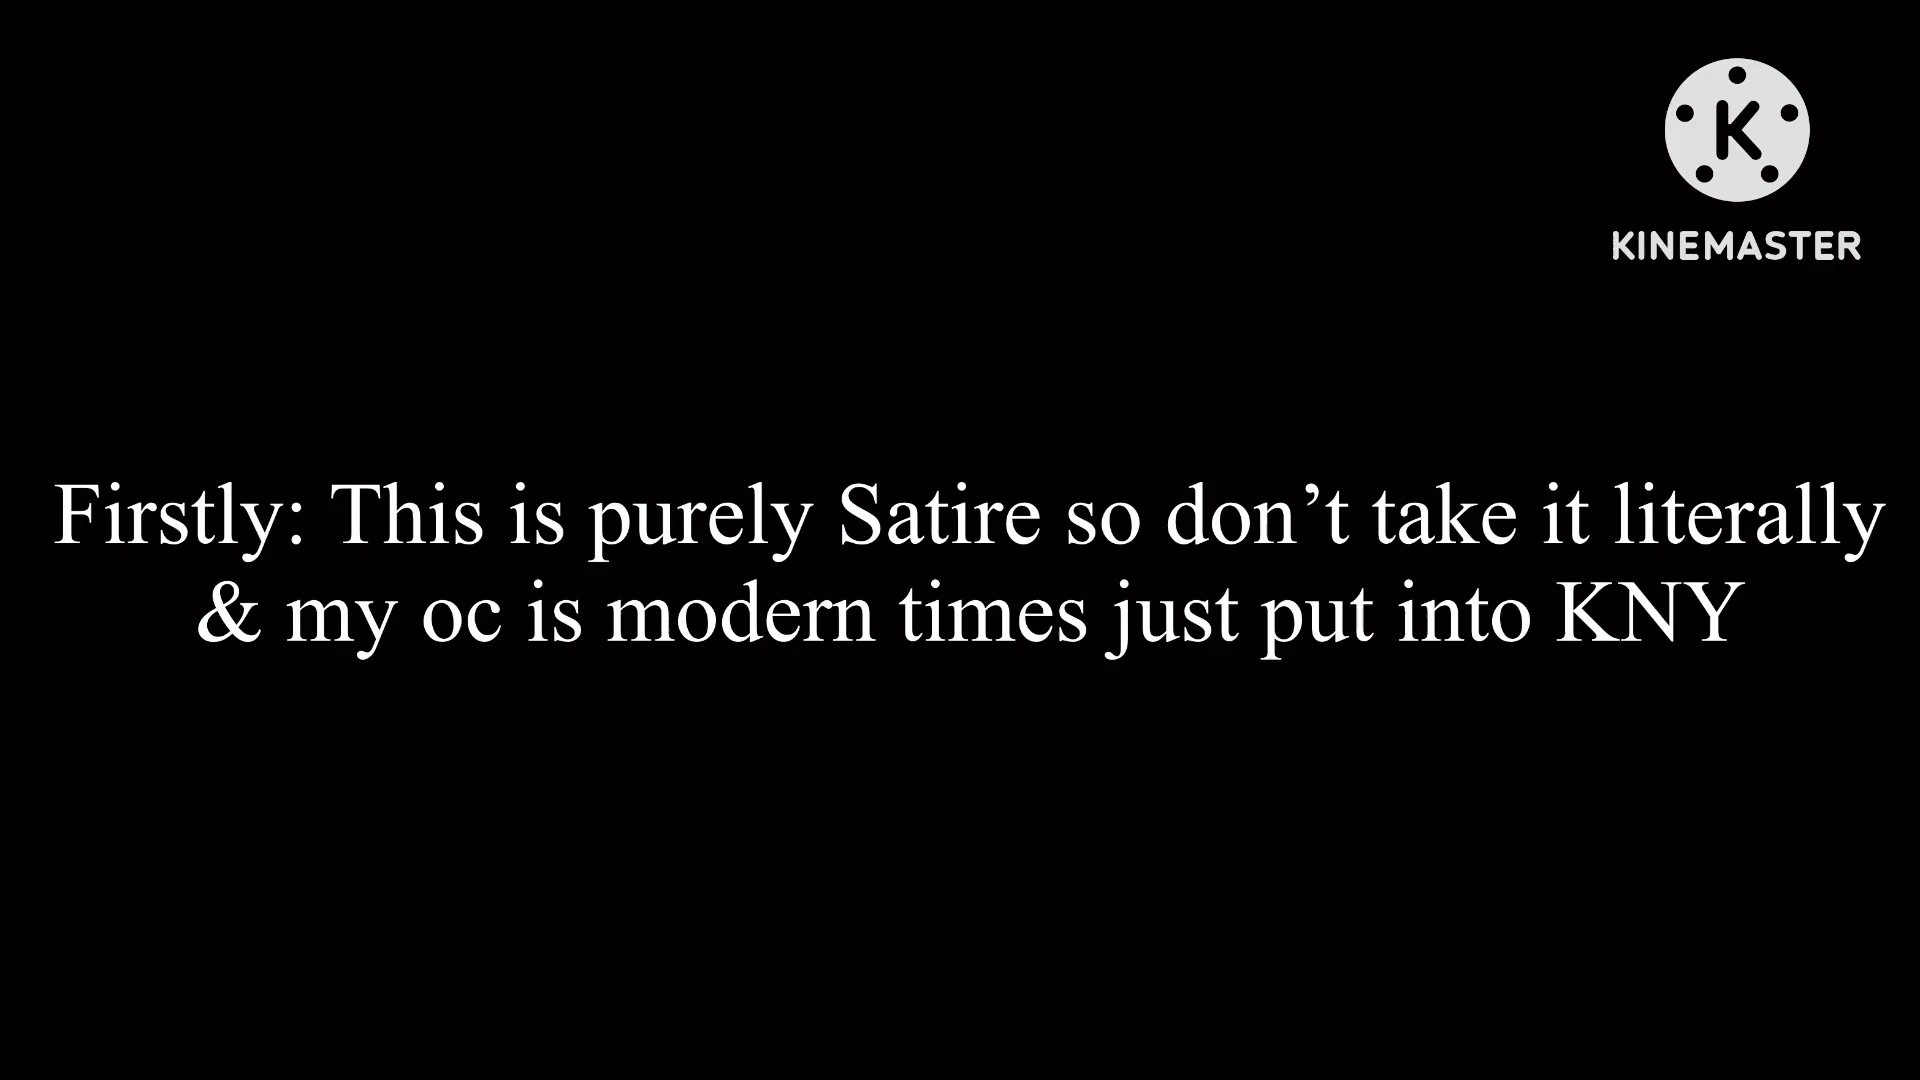 K
KINEMASTER
Firstly: This is purely Satire so don’t take it literally
& my oc is modern times just put into KNY